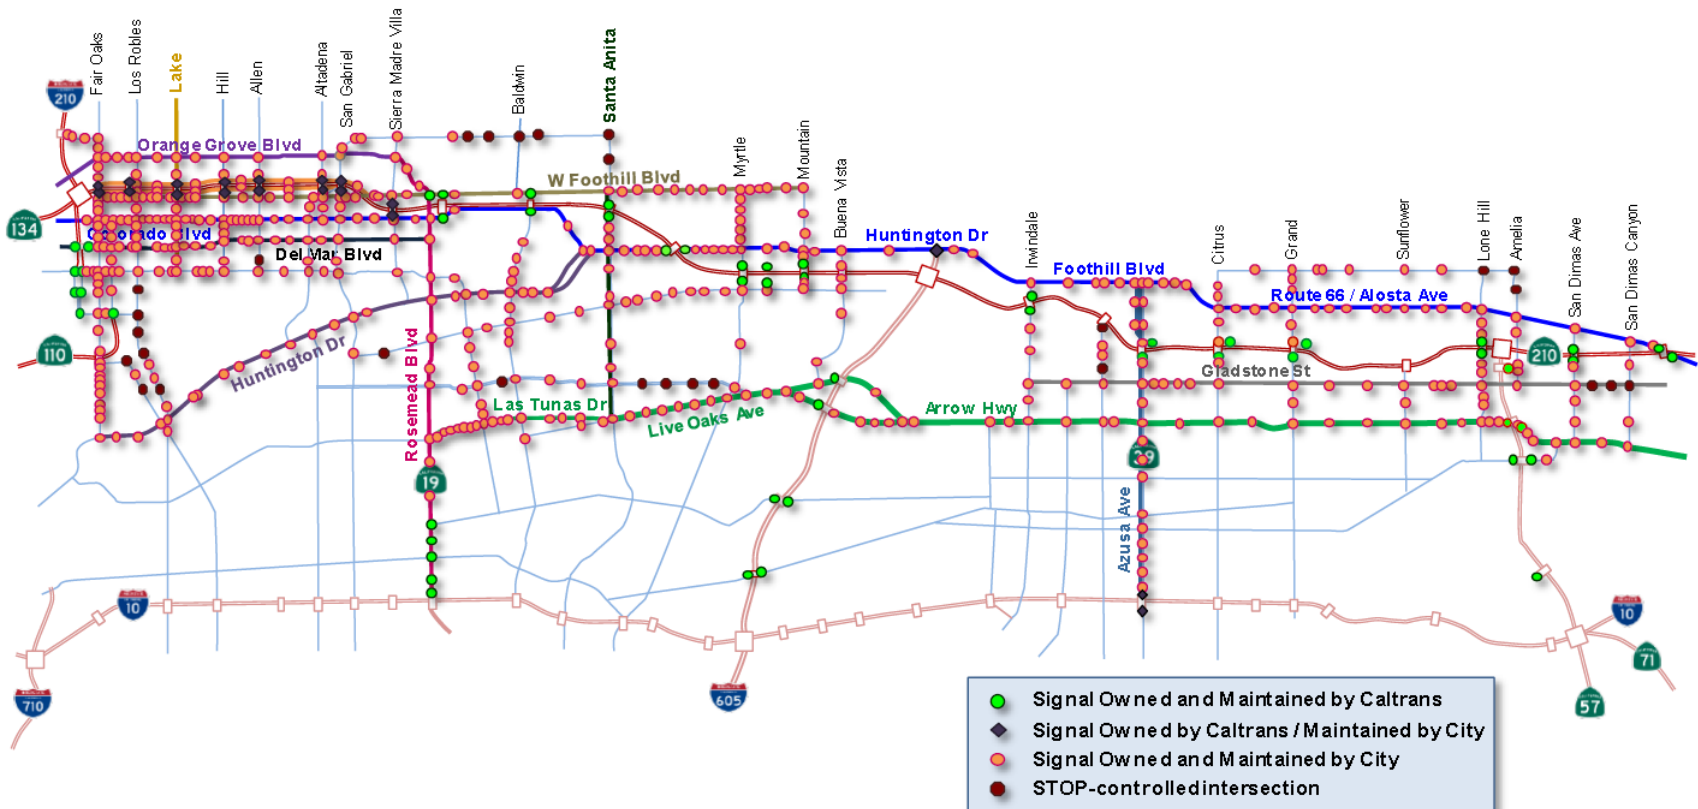 Fair Oaks
Los Robles
Lake
Hill
Allen
Altadena
San Gabriel
Sierra Madre Villa
Baldwin
Santa Anita
Myrtle
Mountain
Buena Vista
Irwindale
Citrus
Grand
Sunflower
Lone Hill
Amelia
San Dimas Ave
San Dimas Canyon
210
134
110
Orange Grove Blvd
W Foothill Blvd
Colorado Blvd
Del Mar Blvd
Huntington Dr
Huntington Dr
Foothill Blvd
Route 66 / Alosta Ave
210
Gladstone St
Rosemead Blvd
Las Tunas Dr
Live Oaks Ave
Arrow Hwy
19
39
Azusa Ave
10
710
605
10
71
57
Signal Owned and Maintained by Caltrans
Signal Owned by Caltrans / Maintained by City
Signal Owned and Maintained by City
STOP-controlled intersection